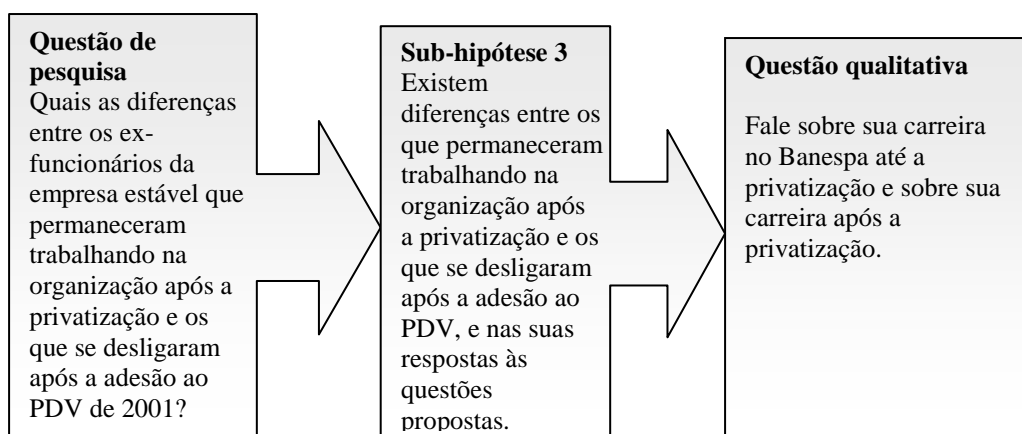 Questão de
pesquisa
Quais as diferenças
entre os ex-
funcionários da
empresa estável que
permaneceram
trabalhando na
organização após a
privatização e os
que se desligaram
após a adesão ao
PDV de 2001?
Sub-hipótese 3
Existem
diferenças entre os
que permaneceram
trabalhando na
organização após
a privatização e os
que se desligaram
após a adesão ao
PDV, e nas suas
respostas às
questões
propostas.
Questão qualitativa
Fale sobre sua carreira
no Banespa até a
privatização e sobre sua
carreira após a
privatização.